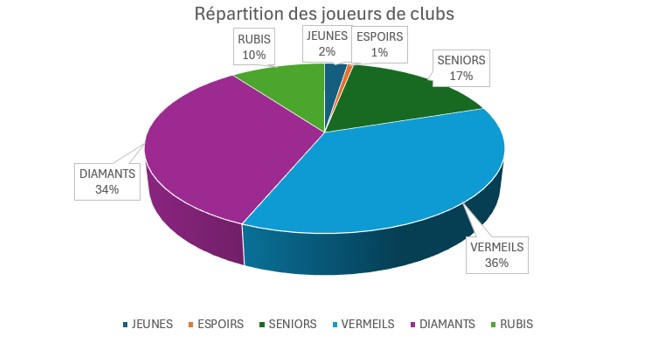 Répartition des joueurs de clubs
RUBIS
10%
JEUNES
2%
ESPOIRS
1%
SENIORS
17%
DIAMANTS
34%
VERMEILS
36%
JEUNES ESPOIRS SENIORS VERMEILS DIAMANTS RUBIS